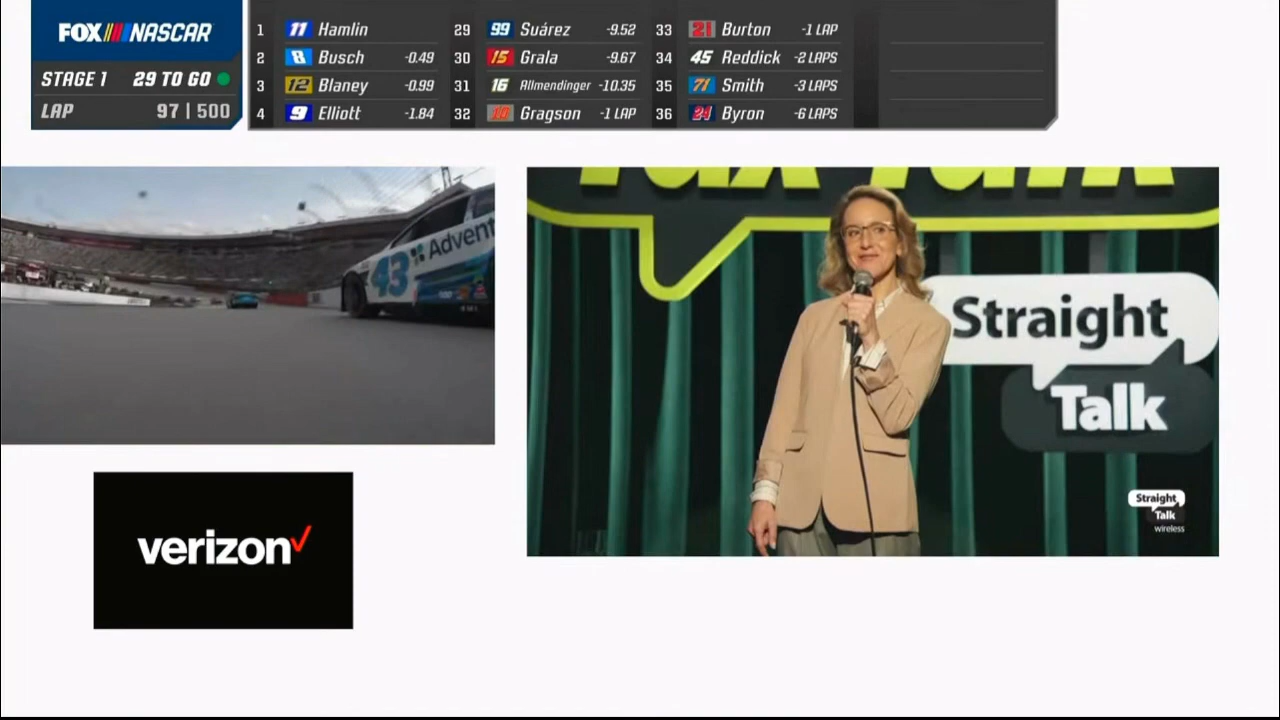 FOX NASCAR
STAGE 1 29 TO GO
LAP 97 | 500
1 11 Hamlin
2 8 Busch -0.49
3 12 Blaney -0.99
4 9 Elliott -1.84
29 99 Suárez -9.52
30 15 Grala -9.67
31 16 Allmendinger -10.35
32 10 Gragson -1 LAP
33 21 Burton -1 LAP
34 45 Reddick -2 LAPS
35 71 Smith -3 LAPS
36 24 Byron -6 LAPS
43 Advent
Tax Talk
Straight
Talk
Straight
Talk
wireless
verizon